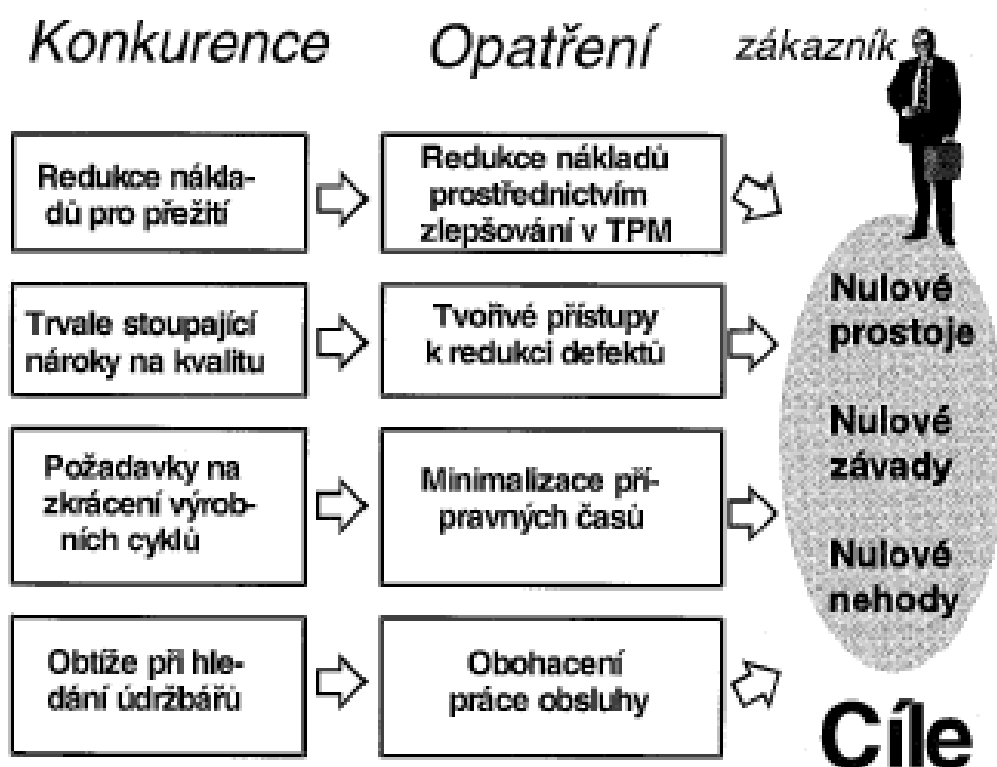 Konkurence
Opatření
zákazník
Redukce nákla-
dů pro přežití
Redukce nákladů
prostřednictvím
zlepšování v TPM
Trvale stoupající
nároky na kvalitu
Tvořivé přístupy
k redukci defektů
Požadavky na
zkrácení výrob-
ních cyklů
Minimalizace pří-
pravných časů
Obtíže při hle-
dání údržbářů
Obohacení
práce obsluhy
Nulové
prostoje
Nulové
závady
Nulové
nehody
Cíle